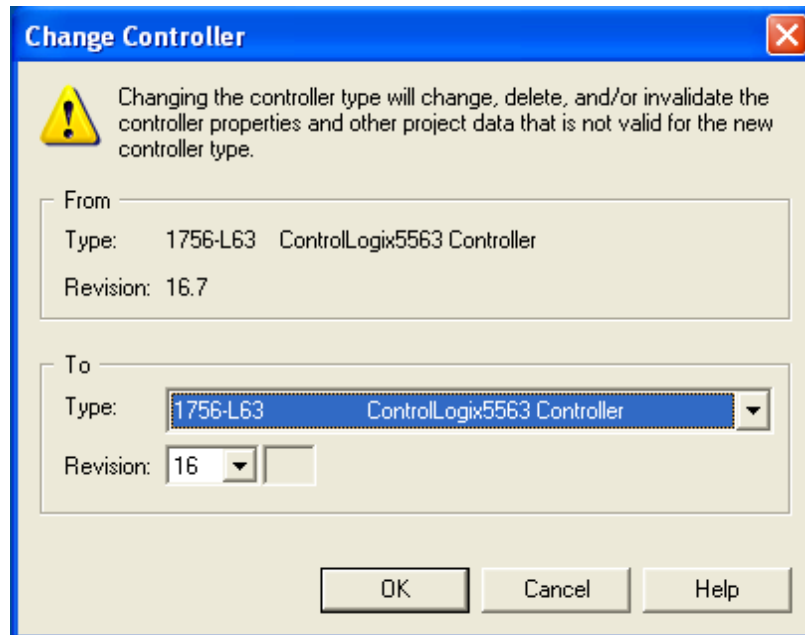 Change Controller
Changing the controller type will change, delete, and/or invalidate the
controller properties and other project data that is not valid for the new
controller type.
From
Type: 1756-L63 ControlLogix5563 Controller
Revision: 16.7
To
Type: 1756-L63 ControlLogix5563 Controller
Revision: 16
OK Cancel Help